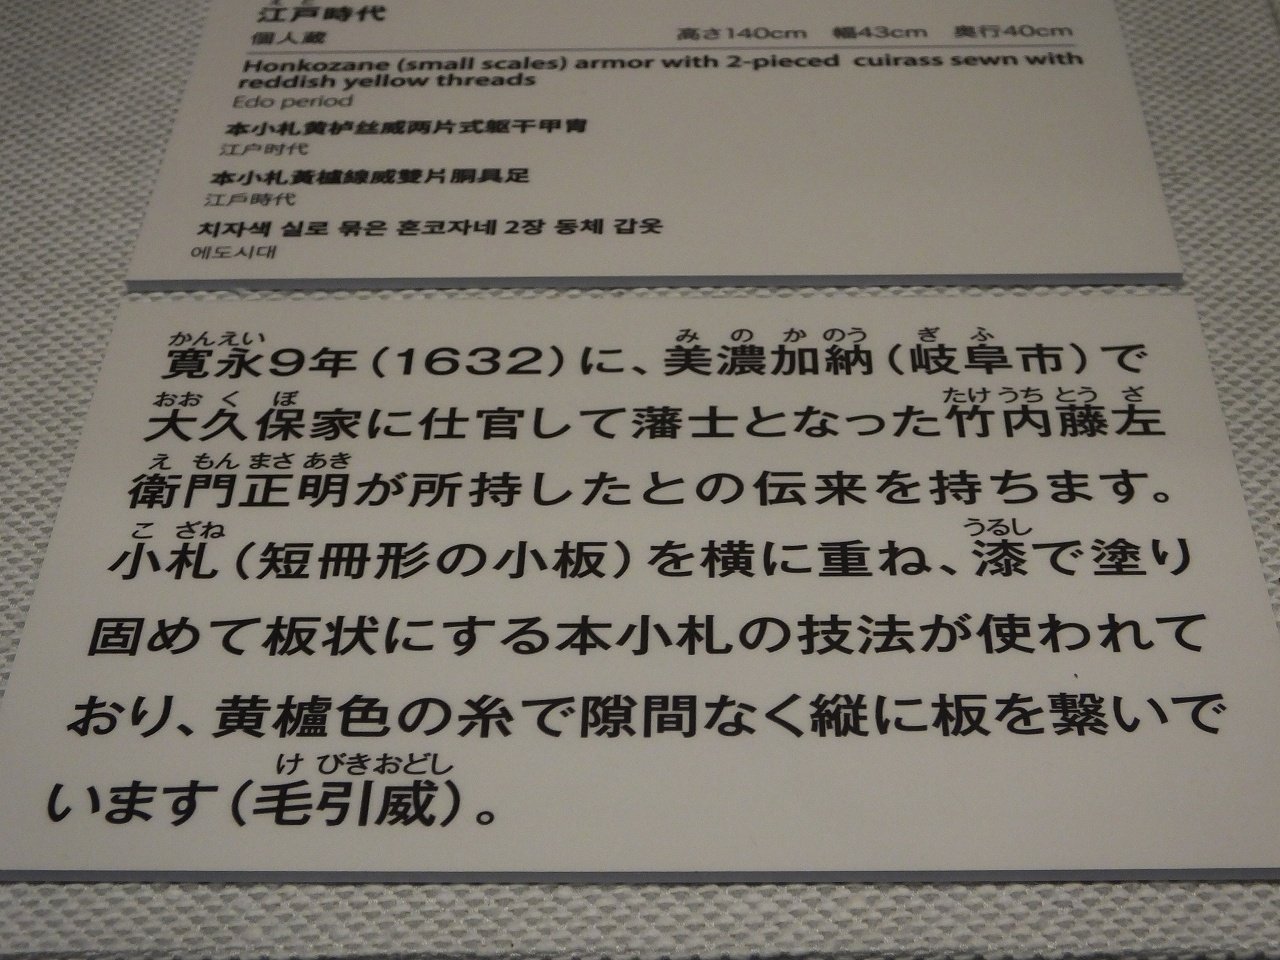 江戸時代
個人蔵 高さ140cm 幅43cm 奥行40cm
Honkozane (small scales) armor with 2-pieced cuirass sewn with
reddish yellow threads
Edo period
本小札黄栌丝威两片式躯干甲胄
江户时代
本小札黃櫨線威雙片胴具足
江戶時代
치자색 실로 묶은 혼코자네 2장 동체 갑옷
에도시대
かんえい み の か のう ぎ ふ
寛永9年(1632)に、美濃加納(岐阜市)で
おお く ぼ たけ うち とう ざ
大久保家に仕官して藩士となった竹内藤左
え もん まさ あき
衛門正明が所持したとの伝来を持ちます。
こ ざね うるし
小札(短冊形の小板)を横に重ね、漆で塗り
固めて板状にする本小札の技法が使われて
おり、黄櫨色の糸で隙間なく縦に板を繋いで
け びきおどし
います(毛引威)。